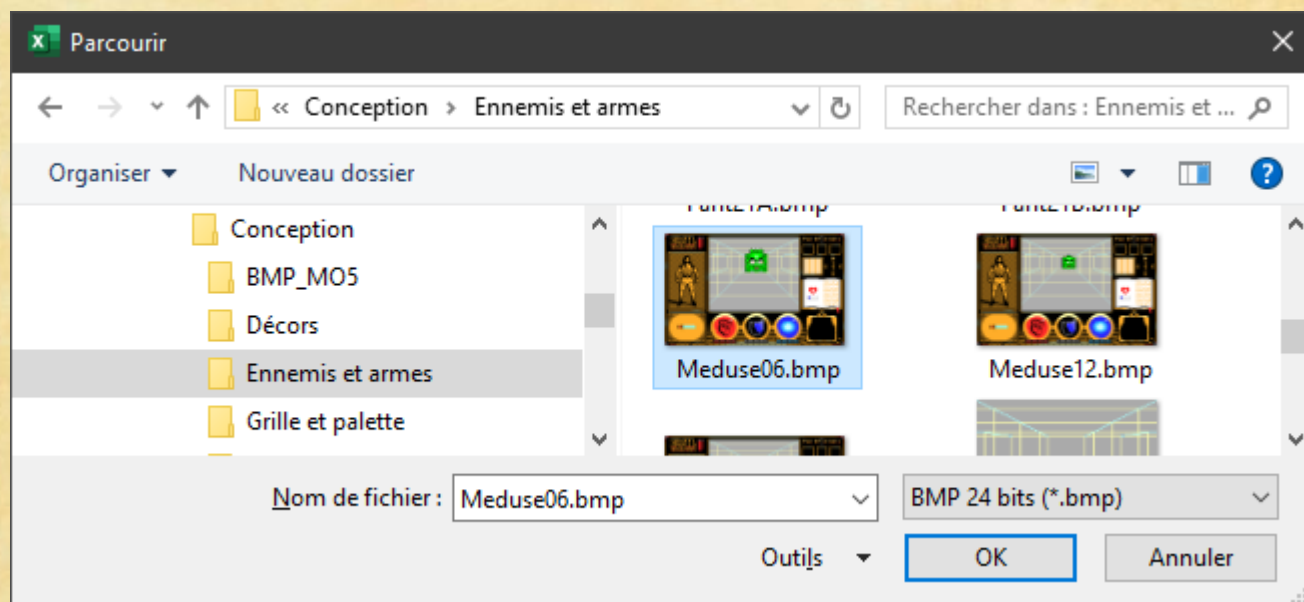 Parcourir
« Conception > Ennemis et armes
Rechercher dans : Ennemis et ...
Organiser
Nouveau dossier
Conception
BMP_MO5
Décors
Ennemis et armes
Grille et palette
Meduse06.bmp
Meduse12.bmp
Nom de fichier :
Meduse06.bmp
BMP 24 bits (*.bmp)
Outils
OK
Annuler